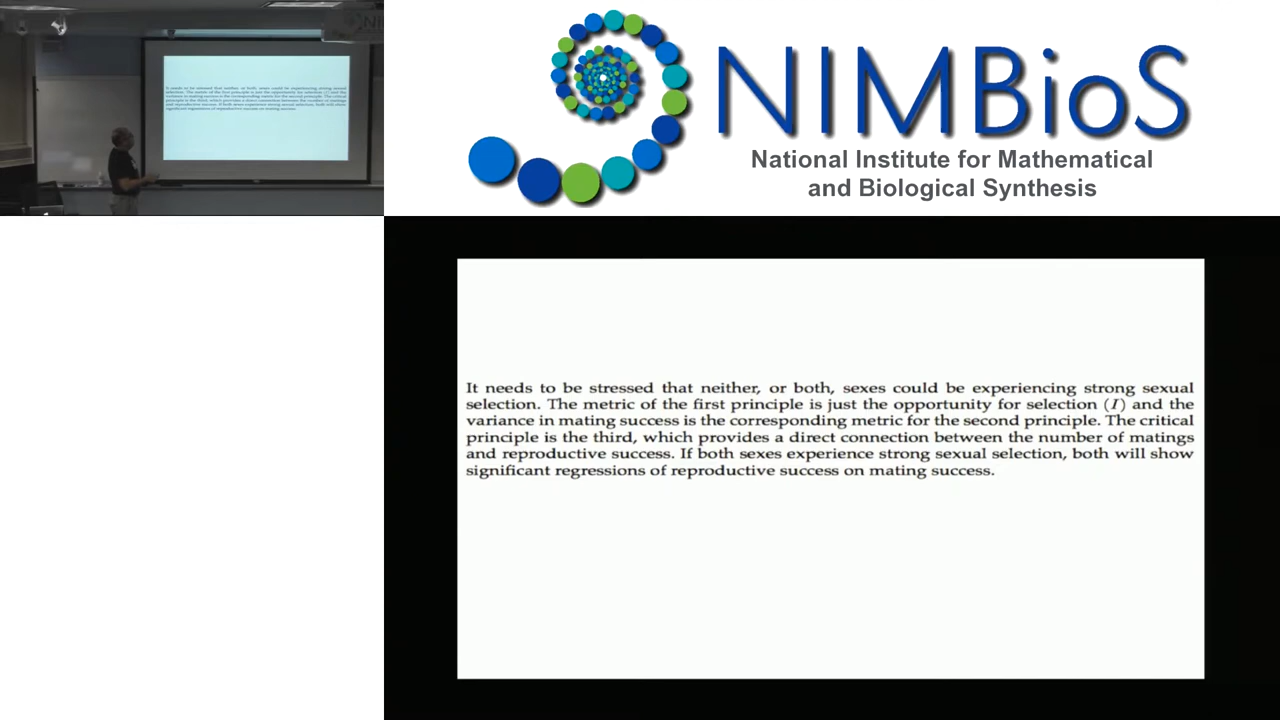 NIMBioS
National Institute for Mathematical
and Biological Synthesis
It needs to be stressed that neither, or both, sexes could be experiencing strong sexual
selection. The metric of the first principle is just the opportunity for selection (I) and the
variance in mating success is the corresponding metric for the second principle. The critical
principle is the third, which provides a direct connection between the number of matings
and reproductive success. If both sexes experience strong sexual selection, both will show
significant regressions of reproductive success on mating success.